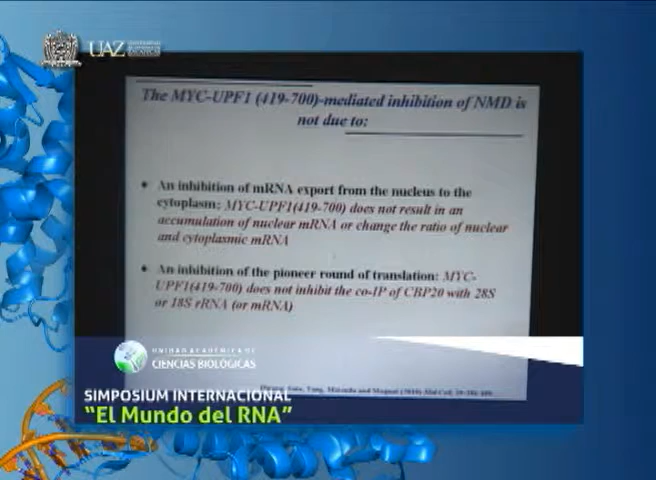 UAZ
The MYC-UPF1 (419-700)-mediated inhibition of NMD is
not due to:
• An inhibition of mRNA export from the nucleus to the
cytoplasm: MYC-UPF1(419-700) does not result in an
accumulation of nuclear mRNA or change the ratio of nuclear
and cytoplasmic mRNA
• An inhibition of the pioneer round of translation: MYC-
UPF1(419-700) does not inhibit the co-IP of CBP20 with 28S
or 18S rRNA (or mRNA)
UNIDAD ACADÉMICA DE
CIENCIAS BIOLÓGICAS
SIMPOSIUM INTERNACIONAL
“El Mundo del RNA”